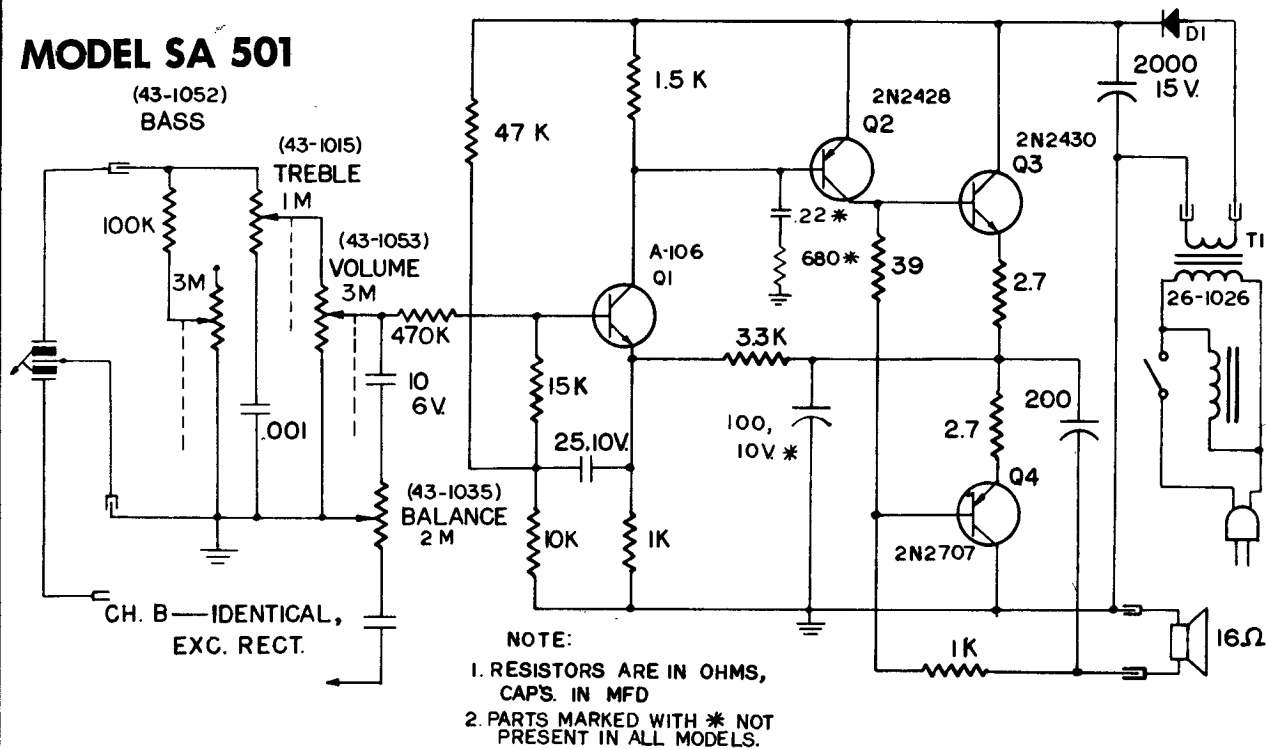 MODEL SA 501
(43-1052)
BASS
(43-1015)
TREBLE
1M
100K
3M
(43-1053)
VOLUME
3M
470K
10
6V.
.001
(43-1035)
BALANCE
2M
CH. B—IDENTICAL,
EXC. RECT.
47 K
1.5 K
A-106
Q1
15K
25,10V.
10K
1K
2N2428
Q2
.22*
680*
39
3.3K
100,
10V.*
2N2430
Q3
2.7
2.7
200
Q4
2N2707
1K
D1
2000
15V.
T1
26-1026
16Ω
NOTE:
1. RESISTORS ARE IN OHMS,
CAP'S. IN MFD
2. PARTS MARKED WITH * NOT
PRESENT IN ALL MODELS.